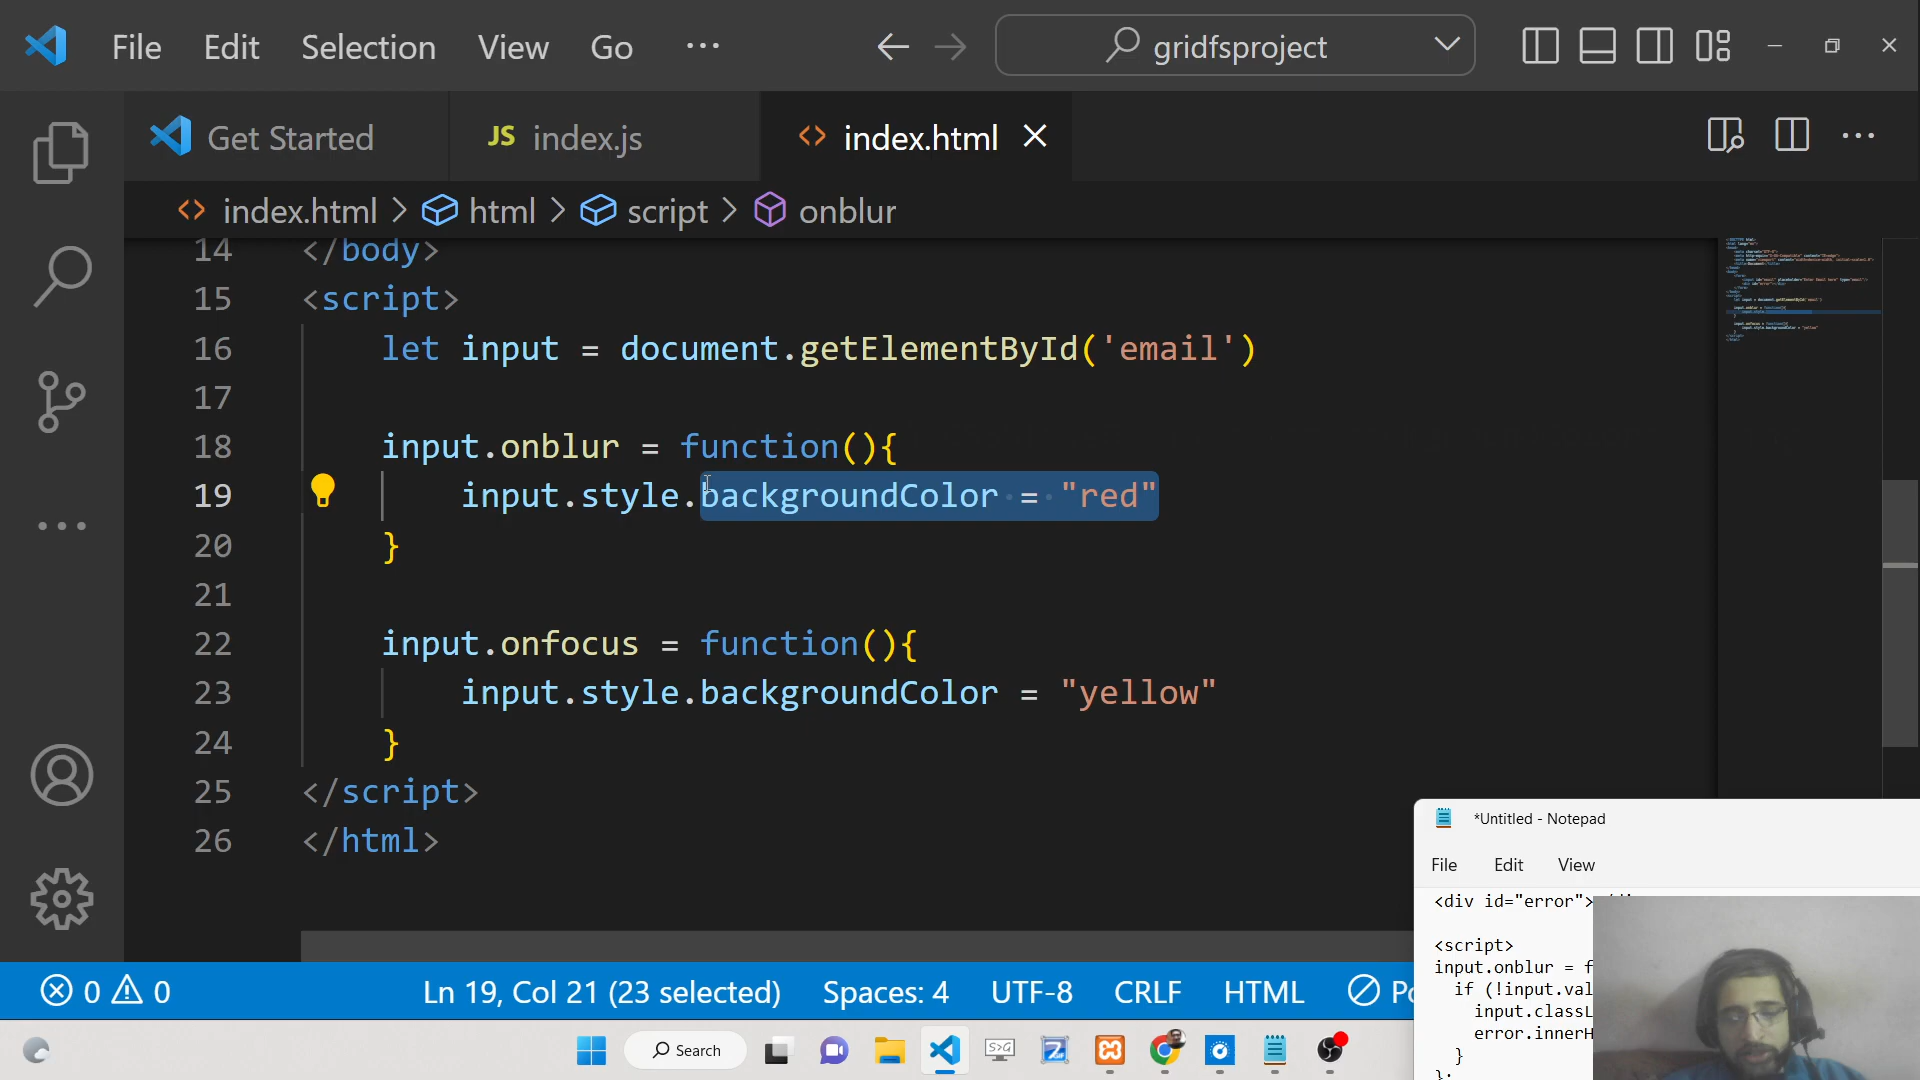 File Edit Selection View Go ··· gridfsproject
Get Started JS index.js index.html
index.html > html > script > onblur
14 </body>
15 <script>
16 let input = document.getElementById('email')
17
18 input.onblur = function(){
19 input.style.backgroundColor = "red"
20 }
21
22 input.onfocus = function(){
23 input.style.backgroundColor = "yellow"
24 }
25 </script>
26 </html>
*Untitled - Notepad
File Edit View
<div id="error">
<script>
input.onblur = f
if (!input.val
input.classL
error.innerH
}
};
0 0 Ln 19, Col 21 (23 selected) Spaces: 4 UTF-8 CRLF HTML
Search